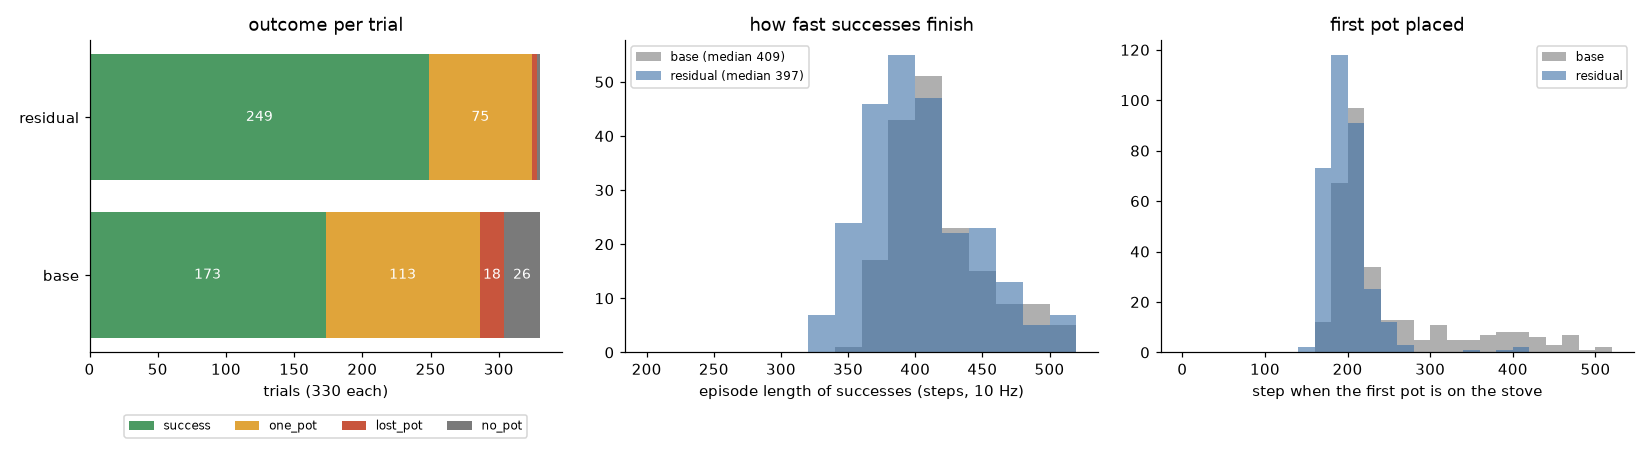 outcome per trial
residual
base
249
75
173
113
18
26
0
50
100
150
200
250
300
trials (330 each)
success
one_pot
lost_pot
no_pot
how fast successes finish
base (median 409)
residual (median 397)
50
40
30
20
10
0
200
250
300
350
400
450
500
episode length of successes (steps, 10 Hz)
first pot placed
base
residual
120
100
80
60
40
20
0
0
100
200
300
400
500
step when the first pot is on the stove